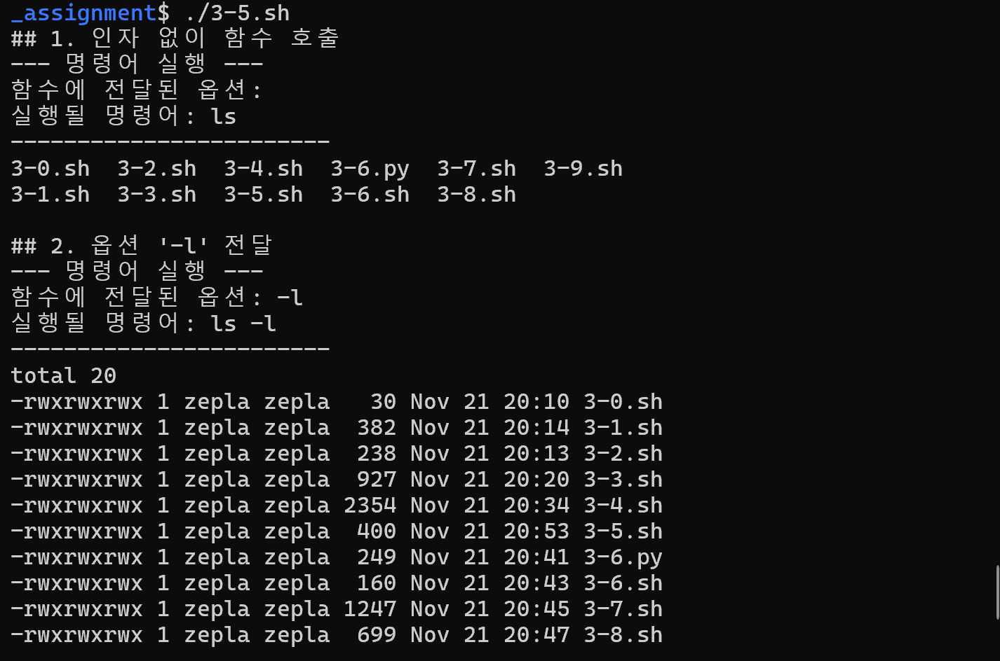 _assignment$ ./3-5.sh
## 1. 인자 없이 함수 호출
--- 명령어 실행 ---
함수에 전달된 옵션:
실행될 명령어: ls
------------------------
3-0.sh  3-2.sh  3-4.sh  3-6.py  3-7.sh  3-9.sh
3-1.sh  3-3.sh  3-5.sh  3-6.sh  3-8.sh
## 2. 옵션 '-l' 전달
--- 명령어 실행 ---
함수에 전달된 옵션: -l
실행될 명령어: ls -l
------------------------
total 20
-rwxrwxrwx 1 zepla zepla   30 Nov 21 20:10 3-0.sh
-rwxrwxrwx 1 zepla zepla  382 Nov 21 20:14 3-1.sh
-rwxrwxrwx 1 zepla zepla  238 Nov 21 20:13 3-2.sh
-rwxrwxrwx 1 zepla zepla  927 Nov 21 20:20 3-3.sh
-rwxrwxrwx 1 zepla zepla 2354 Nov 21 20:34 3-4.sh
-rwxrwxrwx 1 zepla zepla  400 Nov 21 20:53 3-5.sh
-rwxrwxrwx 1 zepla zepla  249 Nov 21 20:41 3-6.py
-rwxrwxrwx 1 zepla zepla  160 Nov 21 20:43 3-6.sh
-rwxrwxrwx 1 zepla zepla 1247 Nov 21 20:45 3-7.sh
-rwxrwxrwx 1 zepla zepla  699 Nov 21 20:47 3-8.sh